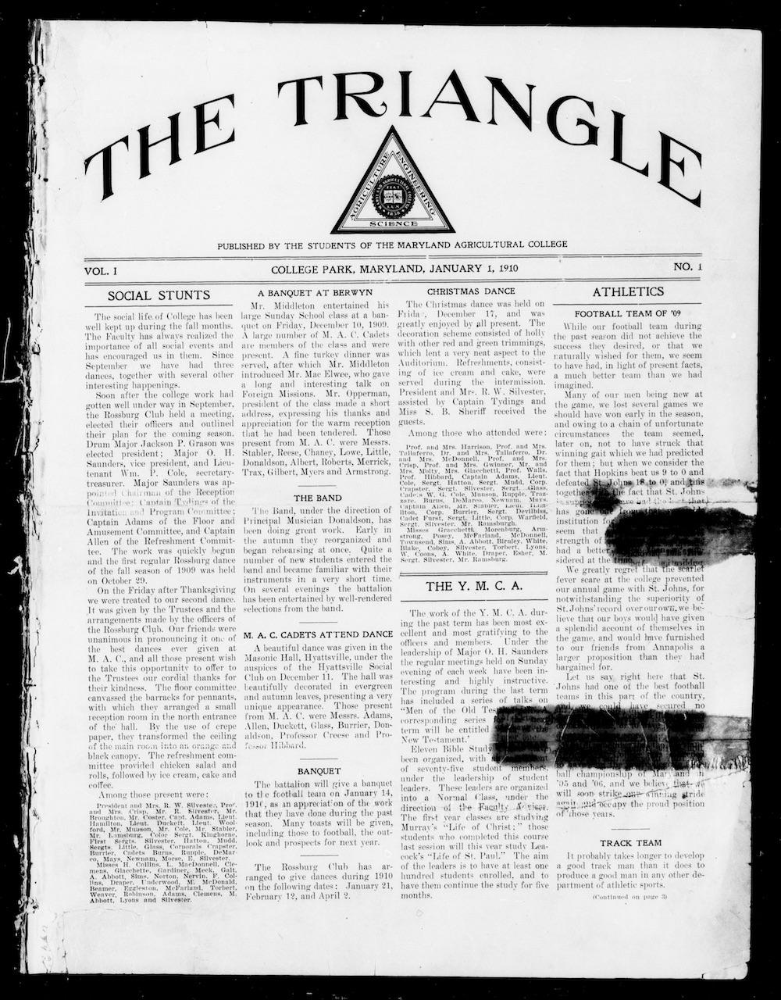 THE TRIANGLE
AGRICULTURE
ENGINEERING
SCIENCE
1856
PUBLISHED BY THE STUDENTS OF THE MARYLAND AGRICULTURAL COLLEGE
VOL. I
COLLEGE PARK, MARYLAND, JANUARY 1, 1910
NO. 1
SOCIAL STUNTS
The social life of College has been
well kept up during the fall months.
The Faculty has always realized the
importance of all social events and
has encouraged us in them. Since
September we have had three
dances, together with several other
interesting happenings.
Soon after the college work had
gotten well under way in September,
the Rossburg Club held a meeting,
elected their officers and outlined
their plan for the coming season.
Drum Major Jackson P. Grason was
elected president; Major O. H.
Saunders, vice president, and Lieu-
tenant Wm. P. Cole, secretary-
treasurer. Major Saunders was ap-
pointed Chairman of the Reception
Committee; Captain Tydings of the
Invitation and Program Committee;
Captain Adams of the Floor and
Amusement Committee, and Captain
Allen of the Refreshment Commit-
tee. The work was quickly begun
and the first regular Rossburg dance
of the fall season of 1909 was held
on October 29.
On the Friday after Thanksgiving
we were treated to our second dance.
It was given by the Trustees and the
arrangements made by the officers of
the Rossburg Club. Our friends were
unanimous in pronouncing it one of
the best dances ever given at
M. A. C., and all those present wish
to take this opportunity to offer to
the Trustees our cordial thanks for
their kindness. The floor committee
canvassed the barracks for pennants,
with which they arranged a small
reception room in the north entrance
of the hall. By the use of crepe
paper, they transformed the ceiling
of the main room into an orange and
black canopy. The refreshment com-
mittee provided chicken salad and
rolls, followed by ice cream, cake and
coffee.
Among those present were:
President and Mrs. R. W. Silvester, Prof.
and Mrs. Crisp, Mr. R. Silvester, Mr.
Broughton, Mr. Coster, Capt. Adams, Lieut.
Hamilton, Lieut. Duckett, Lieut. Wool-
ford, Mr. Munson, Mr. Cole, Mr. Stabler,
Mr. Ramsburg, Color Sergt. Kinghorne,
First Sergts. Silvester, Hatton, Mudd,
Sergts. Little, Glass, Corporals Crapster,
Burrier, Cadets Burns, Rupple, DeMar-
co, Mays, Newnam, Morse, E. Silvester.
Misses H. Collins, L. MacDonnell, Cle-
mens, Giacchette, Gardiner, Meek, Galt,
A. Abbott, Sims, Norton, Nervin, F. Col-
lins, Draper, Underwood, M. McDonald,
Beamer, Eggleston, McFarland, Torbert,
Weaver, Robinson, Adams, Clemens, M.
Abbott, Lyons and Silvester.
A BANQUET AT BERWYN
Mr. Middleton entertained his
large Sunday School class at a ban-
quet on Friday, December 10, 1909.
A large number of M. A. C. Cadets
are members of the class and were
present. A fine turkey dinner was
served, after which Mr. Middleton
introduced Mr. Mac Elwee, who gave
a long and interesting talk on
Foreign Missions. Mr. Opperman,
president of the class made a short
address, expressing his thanks and
appreciation for the warm reception
that he had been tendered. Those
present from M. A. C. were Messrs.
Stabler, Reese, Chaney, Lowe, Little,
Donaldson, Albert, Roberts, Merrick,
Trax, Gilbert, Myers and Armstrong.
THE BAND
The Band, under the direction of
Principal Musician Donaldson, has
been doing great work. Early in
the autumn they reorganized and
began rehearsing at once. Quite a
number of new students entered the
band and became familiar with their
instruments in a very short time.
On several evenings the battalion
has been entertained by well-rendered
selections from the band.
M. A. C. CADETS ATTEND DANCE
A beautiful dance was given in the
Masonic Hall, Hyattsville, under the
auspices of the Hyattsville Social
Club on December 11. The hall was
beautifully decorated in evergreen
and autumn leaves, presenting a very
unique appearance. Those present
from M. A. C. were Messrs. Adams,
Allen, Duckett, Glass, Burrier, Don-
aldson, Professor Creese and Pro-
fessor Hibbard.
BANQUET
The battalion will give a banquet
to the football team on January 14,
1910, as an appreciation of the work
that they have done during the past
season. Many toasts will be given,
including those to football, the out-
look and prospects for next year.
The Rossburg Club has ar-
ranged to give dances during 1910
on the following dates: January 21,
February 12, and April 2.
CHRISTMAS DANCE
The Christmas dance was held on
Friday, December 17, and was
greatly enjoyed by all present. The
decoration scheme consisted of holly
with other red and green trimmings,
which lent a very neat aspect to the
Auditorium. Refreshments, consist-
ing of ice cream and cake, were
served during the intermission.
President and Mrs. R. W. Silvester,
assisted by Captain Tydings and
Miss S. B. Sheriff received the
guests.
Among those who attended were:
Prof. and Mrs. Harrison, Prof. and Mrs.
Taliaferro, Dr. and Mrs. Taliaferro, Dr.
and Mrs. McDonnell, Prof. and Mrs.
Crisp, Prof. and Mrs. Gwinner, Mr. and
Mrs. Molty, Mrs. Giacchetti, Prof. Walls,
Prof. Hibbard, Captain Adams, Lieut.
Cole, Sergt. Hatton, Sergt. Mudd, Corp.
Crapster, Sergt. Silvester, Sergt. Glass,
Cadets W. G. Cole, Munson, Rupple, Traz-
zare, Burns, DeMarco, Newnam, Mays,
Captain Allen, Mr. Stabler, Lieut. Ham-
ilton, Corp. Burrier, Sergt. Devilbiss,
Cadet Furst, Sergt. Little, Corp. Warfield,
Sergt. Silvester, Mr. Ramsburgh.
Misses Gracchetti, Morenburg, Arm-
strong, Posey, McFarland, McDonnell,
Townsend, Sims, A. Abbott, Birnley, White,
Blake, Cobey, Silvester, Torbert, Lyons,
W. Coons, A. White, Draper, Esher, M.
Sergt. Silvester, Mr. Ramsburg.
THE Y. M. C. A.
The work of the Y. M. C. A. dur-
ing the past term has been most ex-
cellent and most gratifying to the
officers and members. Under the
leadership of Major O. H. Saunders
the regular meetings held on Sunday
evening of each week have been in-
teresting and highly instructive.
The program during the last term
has included a series of talks on
"Men of the Old
corresponding series
term will be entitled
New Testament.'
Eleven Bible Study
been organized, with
of seventy-five student members,
under the leadership of student
leaders. These leaders are organized
into a Normal Class, under the
direction of the Faculty Adviser.
The first year classes are studying
Murray's "Life of Christ;" those
students who completed this course
last session will this year study Lea-
cock's "Life of St. Paul." The aim
of the leaders is to have at least one
hundred students enrolled, and to
have them continue the study for five
months.
ATHLETICS
FOOTBALL TEAM OF '09
While our football team during
the past season did not achieve the
success they desired, or that we
naturally wished for them, we seem
to have had, in light of present facts,
a much better team than we had
imagined.
Many of our men being new at
the game, we lost several games we
should have won early in the season,
and owing to a chain of unfortunate
circumstances the team seemed,
later on, not to have struck that
winning gait which we had predicted
for them; but when we consider the
fact that Hopkins beat us 9 to 0 and
defeated St. Johns 18 to 0, and this
together the fact that St. Johns
has gone
institution for
seem that
strength of
had a better
sidered at the
We greatly regret that the scarlet
fever scare at the college prevented
our annual game with St. Johns, for
notwithstanding the superiority of
St. Johns' record over our own, we be-
lieve that our boys would have given
a splendid account of themselves in
the game, and would have furnished
to our friends from Annapolis a
larger proposition than they had
bargained for.
Let us say right here that St.
Johns had one of the best football
teams in this part of the country,
and we could have secured no
ball championship of Maryland in
'05 and '06, and we believe that we
will soon strike our winning stride
again and occupy the proud position
of those years.
TRACK TEAM
It probably takes longer to develop
a good track man than it does to
produce a good man in any other de-
partment of athletic sports.
(Continued on page 3)